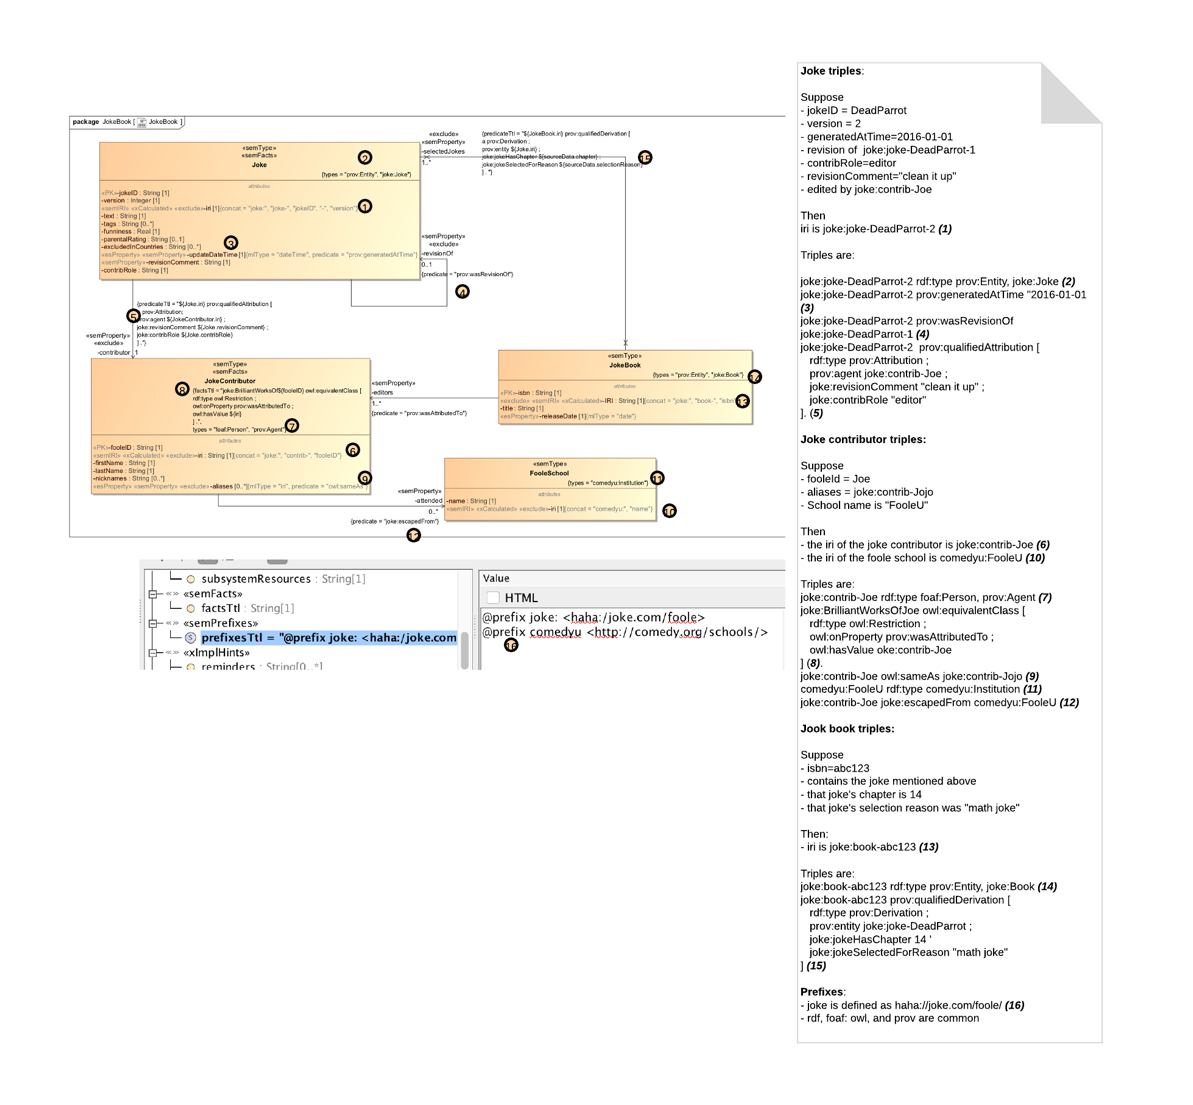 package JokeBook [ JokeBook ]
«semType»
«semFacts»
Joke
{types = "prov:Entity", "joke:Joke"}
attributes
«PK»-jokeID : String [1]
-version : Integer [1]
«semIRI» «xCalculated» «exclude»-iri [1]{concat = "joke:", "joke-", "jokeID", "-", "version"}
-text : String [1]
-tags : String [0..*]
-funniness : Real [1]
-parentalRating : String [0..1]
-excludedInCountries : String [0..*]
«esProperty» «semProperty»-updateDateTime [1]{mlType = "dateTime", predicate = "prov:generatedAtTime"}
«semProperty»-revisionComment : String [1]
-contribRole : String [1]
1
2
3
«exclude»
«semProperty»
-selectedJokes
1..*
{predicateTtl = "${JokeBook.iri} prov:qualifiedDerivation [
a prov:Derivation ;
prov:entity ${Joke.iri} ;
joke:jokeHasChapter ${sourceData.chapter} ;
joke:jokeSelectedForReason ${sourceData.selectionReason}
] . "}
15
«semProperty»
«exclude»
-revisionOf
0..1
{predicate = "prov:wasRevisionOf"}
4
{predicateTtl = "${Joke.iri} prov:qualifiedAttribution [
prov:Attribution;
prov:agent ${JokeContributor.iri} ;
joke:revisionComment ${Joke.revisionComment} ;
joke:contribRole ${Joke.contribRole}
] ."}
5
«semProperty»
«exclude»
-contributor 1
«semType»
«semFacts»
JokeContributor
{factsTtl = "joke:BrilliantWorksOf${fooleID} owl:equivalentClass [
rdf:type owl:Restriction ;
owl:onProperty prov:wasAttributedTo ;
owl:hasValue ${iri}
] .",
types = "foaf:Person", "prov:Agent"}
attributes
«PK»-fooleID : String [1]
«semIRI» «xCalculated» «exclude»-iri : String [1]{concat = "joke:", "contrib-", "fooleID"}
-firstName : String [1]
-lastName : String [1]
-nicknames : String [0..*]
«esProperty» «semProperty» «exclude»-aliases [0..*]{mlType = "iri", predicate = "owl:sameAs"
8
7
6
9
«semProperty»
-editors
1..*
{predicate = "prov:wasAttributedTo"}
«semType»
JokeBook
{types = "prov:Entity", "joke:Book"}
attributes
«PK»-isbn : String [1]
«exclude» «semIRI» «xCalculated»-IRI : String [1]{concat = "joke:", "book-", "isbn"
-title : String [1]
«esProperty»-releaseDate [1]{mlType = "date"}
14
13
«semType»
FooleSchool
{types = "comedyu:Institution"}
attributes
-name : String [1]
«semIRI» «xCalculated» «exclude»-iri [1]{concat = "comedyu:", "name"}
11
10
«semProperty»
-attended
0..*
{predicate = "joke:escapedFrom"}
12
subsystemResources : String[1]
«semFacts»
factsTtl : String[1]
«semPrefixes»
prefixesTtl = "@prefix joke: <haha:/joke.com
«xImplHints»
reminders : String[0..*]
Value
HTML
@prefix joke: <haha:/joke.com/foole>
@prefix comedyu <http://comedy.org/schools/>
16
Joke triples:
Suppose
- jokeID = DeadParrot
- version = 2
- generatedAtTime=2016-01-01
- revision of  joke:joke-DeadParrot-1
- contribRole=editor
- revisionComment="clean it up"
- edited by joke:contrib-Joe
Then
iri is joke:joke-DeadParrot-2 (1)
Triples are:
joke:joke-DeadParrot-2 rdf:type prov:Entity, joke:Joke (2)
joke:joke-DeadParrot-2 prov:generatedAtTime "2016-01-01
(3)
joke:joke-DeadParrot-2 prov:wasRevisionOf
joke:joke-DeadParrot-1 (4)
joke:joke-DeadParrot-2  prov:qualifiedAttribution [
rdf:type prov:Attribution ;
prov:agent joke:contrib-Joe ;
joke:revisionComment "clean it up" ;
joke:contribRole "editor"
]. (5)
Joke contributor triples:
Suppose
- fooleId = Joe
- aliases = joke:contrib-Jojo
- School name is "FooleU"
Then
- the iri of the joke contributor is joke:contrib-Joe (6)
- the iri of the foole school is comedyu:FooleU (10)
Triples are:
joke:contrib-Joe rdf:type foaf:Person, prov:Agent (7)
joke:BrilliantWorksOfJoe owl:equivalentClass [
rdf:type owl:Restriction ;
owl:onProperty prov:wasAttributedTo ;
owl:hasValue oke:contrib-Joe
] (8).
joke:contrib-Joe owl:sameAs joke:contrib-Jojo (9)
comedyu:FooleU rdf:type comedyu:Institution (11)
joke:contrib-Joe joke:escapedFrom comedyu:FooleU (12)
Jook book triples:
Suppose
- isbn=abc123
- contains the joke mentioned above
- that joke's chapter is 14
- that joke's selection reason was "math joke"
Then:
- iri is joke:book-abc123 (13)
Triples are:
joke:book-abc123 rdf:type prov:Entity, joke:Book (14)
joke:book-abc123 prov:qualifiedDerivation [
rdf:type prov:Derivation ;
prov:entity joke:joke-DeadParrot ;
joke:jokeHasChapter 14 '
joke:jokeSelectedForReason "math joke"
] (15)
Prefixes:
- joke is defined as haha://joke.com/foole/ (16)
- rdf, foaf: owl, and prov are common